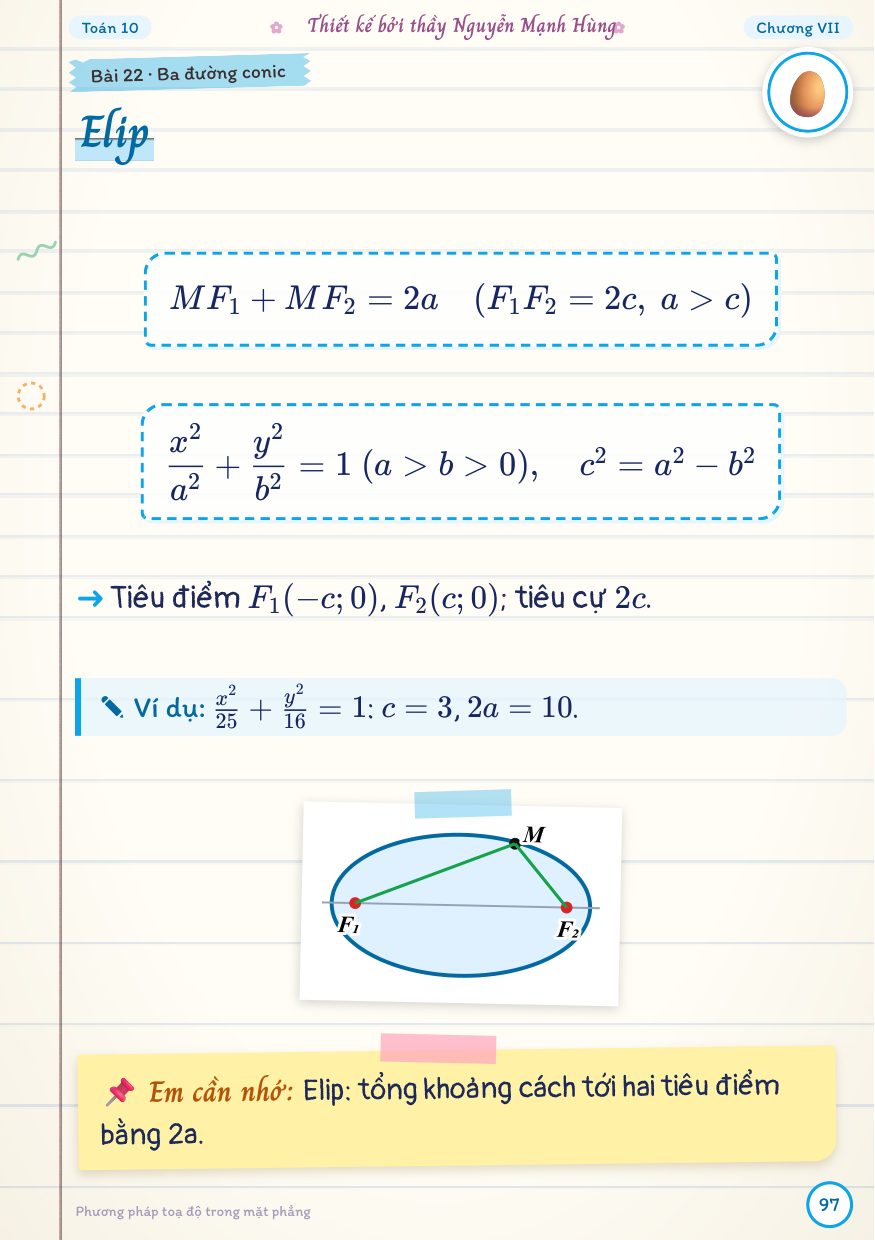 Toán 10
Thiết kế bởi thầy Nguyễn Mạnh Hùng
Chương VII
Bài 22 · Ba đường conic
Elip
MF₁ + MF₂ = 2a (F₁F₂ = 2c, a > c)
x²/a² + y²/b² = 1 (a > b > 0), c² = a² − b²
→ Tiêu điểm F₁(−c; 0), F₂(c; 0); tiêu cự 2c.
Ví dụ: x²/25 + y²/16 = 1: c = 3, 2a = 10.
M
F₁
F₂
Em cần nhớ: Elip: tổng khoảng cách tới hai tiêu điểm
bằng 2a.
Phương pháp toạ độ trong mặt phẳng
97